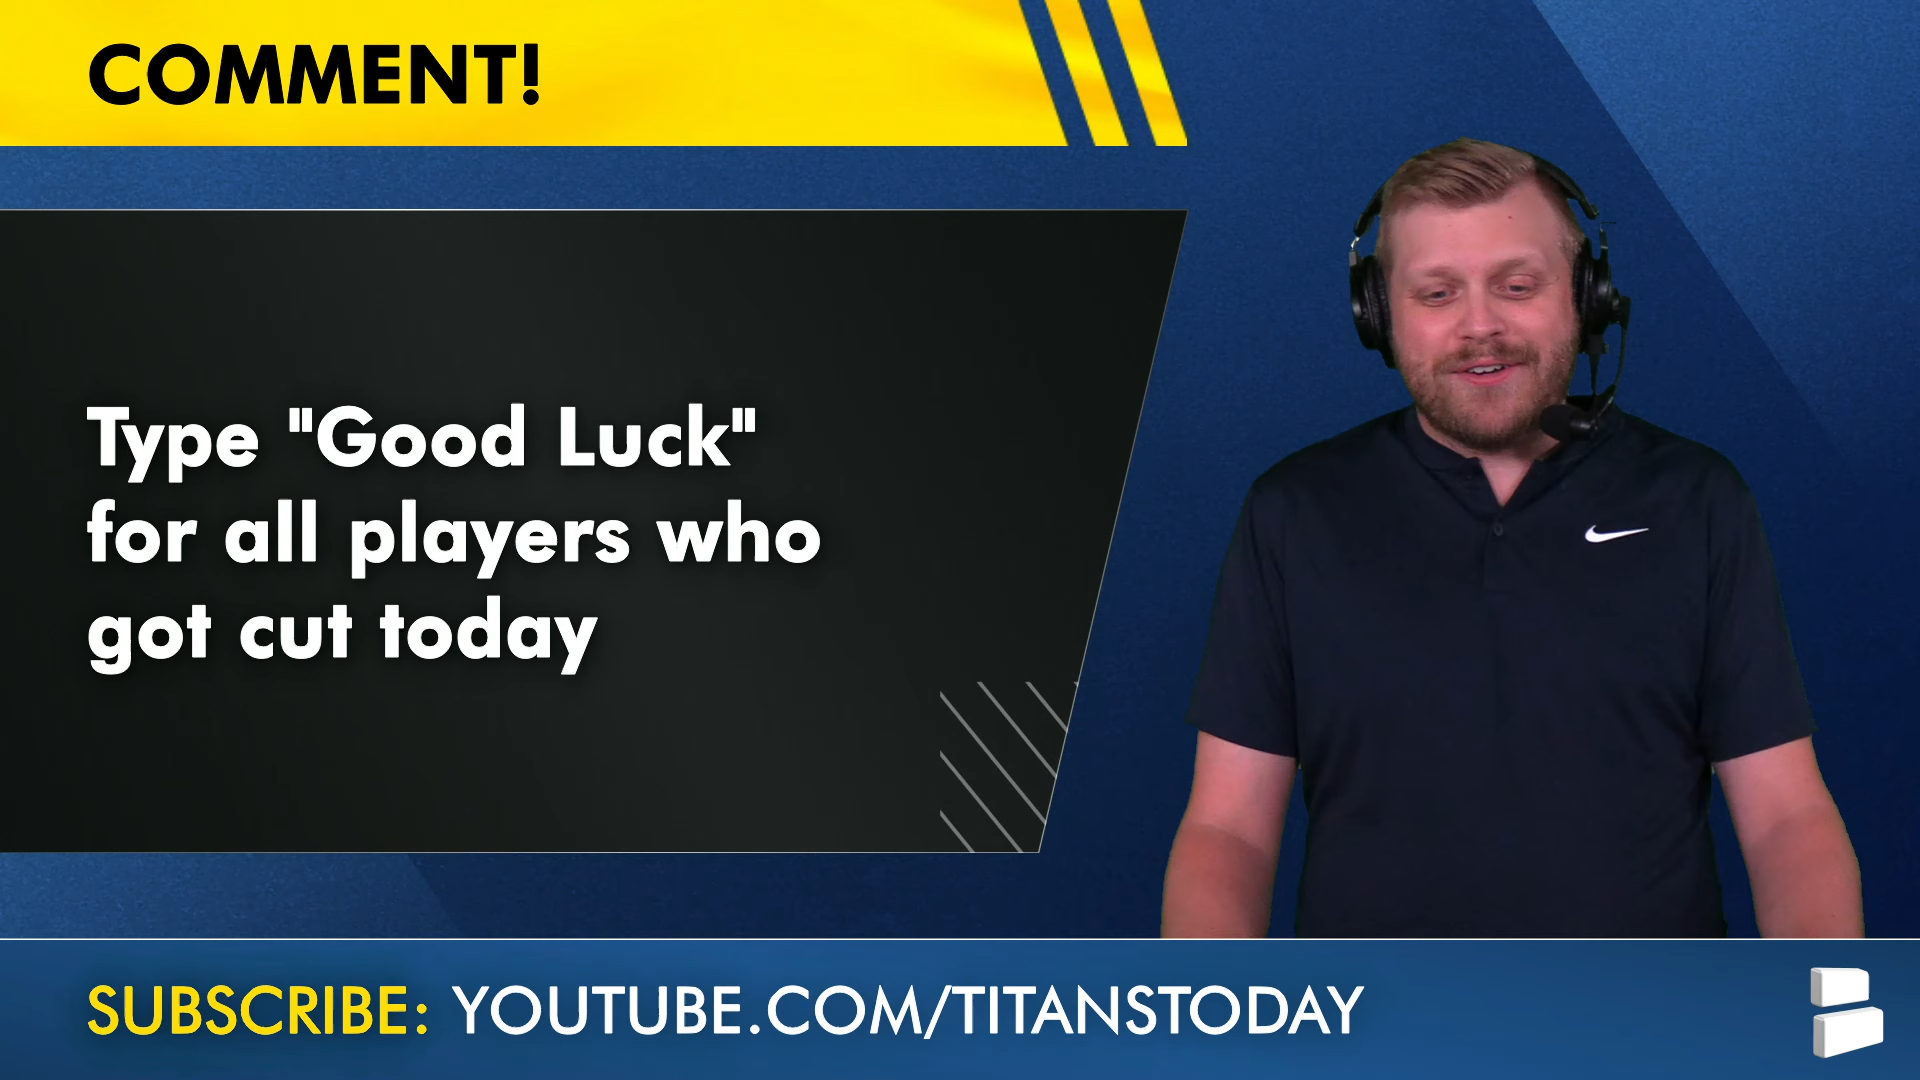 COMMENT!
Type "Good Luck"
for all players who
got cut today
SUBSCRIBE: YOUTUBE.COM/TITANSTODAY